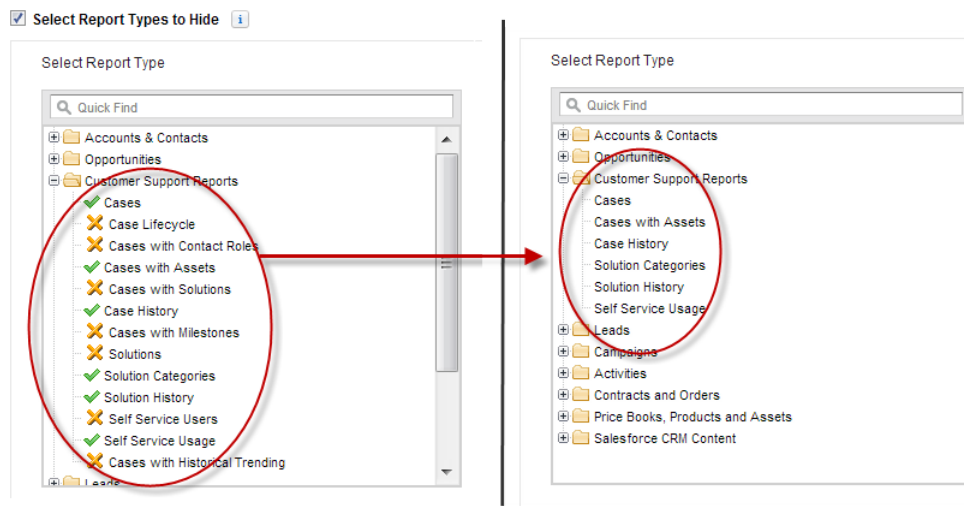 Select Report Types to Hide
Select Report Type
Quick Find
Accounts & Contacts
Opportunities
Customer Support Reports
Cases
Case Lifecycle
Cases with Contact Roles
Cases with Assets
Cases with Solutions
Case History
Cases with Milestones
Solutions
Solution Categories
Solution History
Self Service Users
Self Service Usage
Cases with Historical Trending
Leads
Select Report Type
Quick Find
Accounts & Contacts
Opportunities
Customer Support Reports
Cases
Cases with Assets
Case History
Solution Categories
Solution History
Self Service Usage
Leads
Campaigns
Activities
Contracts and Orders
Price Books, Products and Assets
Salesforce CRM Content